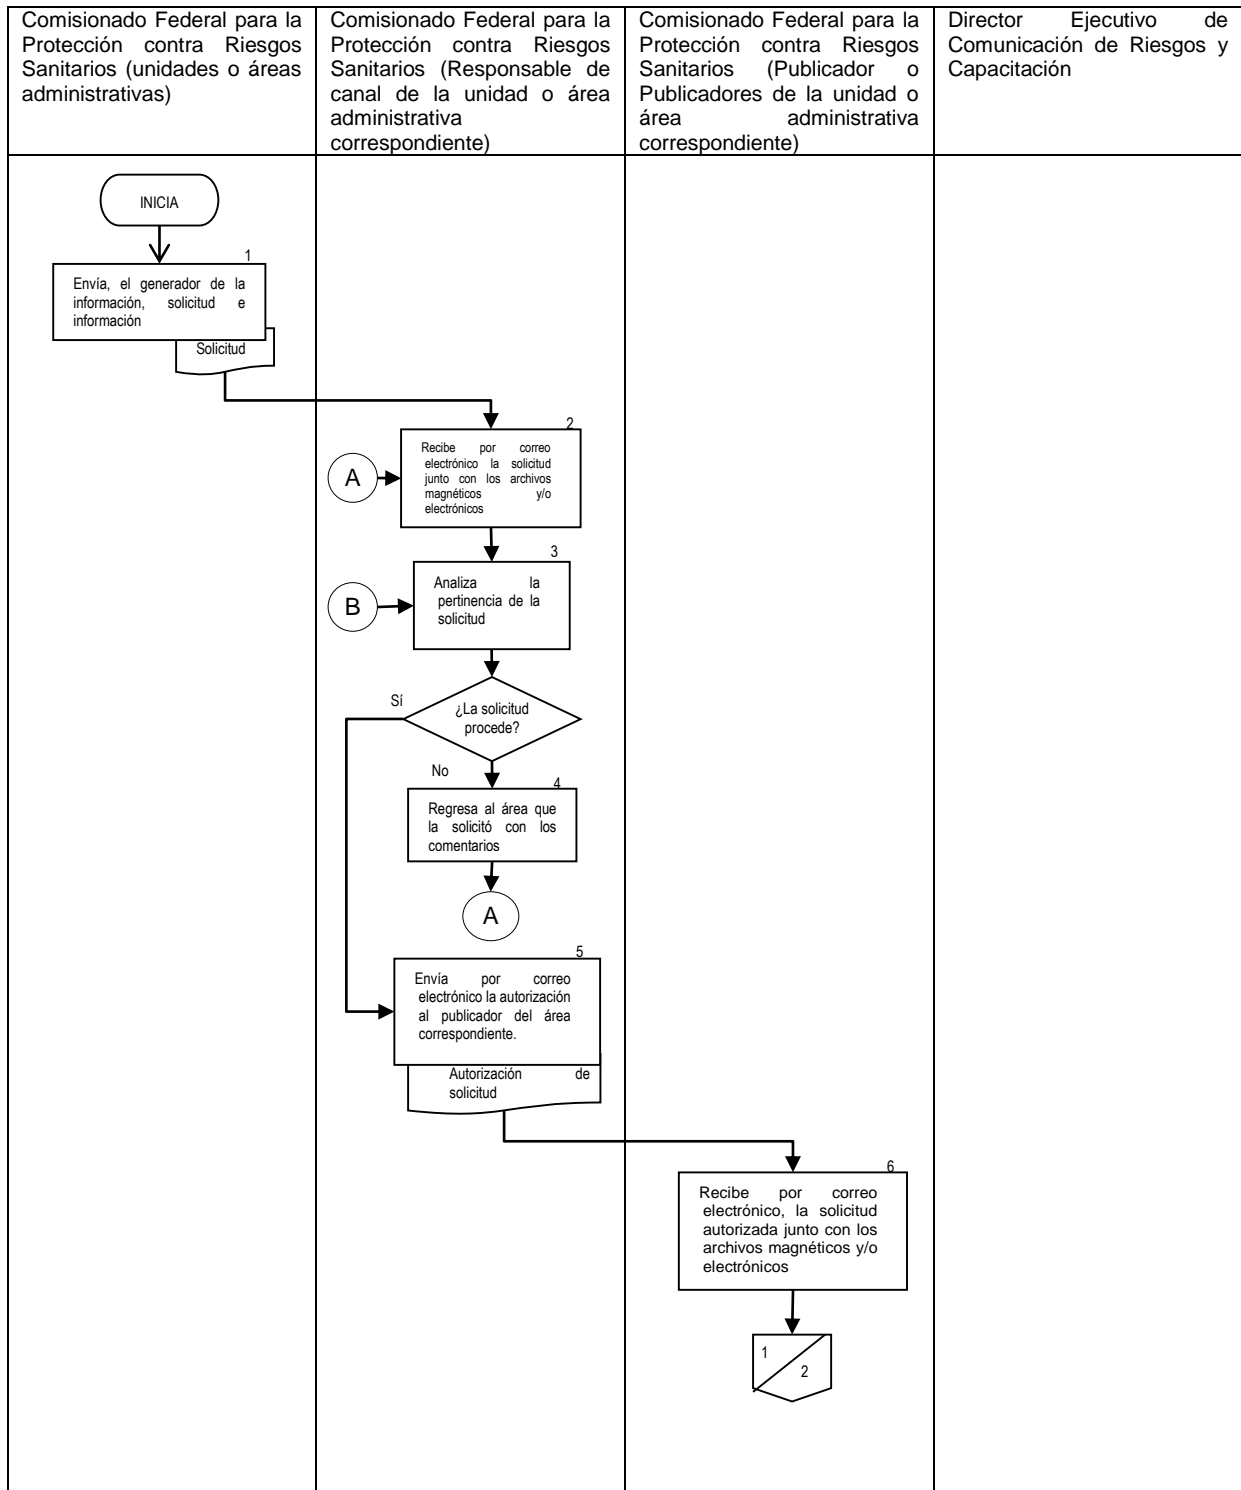 Comisionado Federal para la
Protección contra Riesgos
Sanitarios (unidades o áreas
administrativas)
Comisionado Federal para la
Protección contra Riesgos
Sanitarios (Responsable de
canal de la unidad o área
administrativa
correspondiente)
Comisionado Federal para la
Protección contra Riesgos
Sanitarios (Publicador o
Publicadores de la unidad o
área administrativa
correspondiente)
Director Ejecutivo de
Comunicación de Riesgos y
Capacitación
INICIA
1
Envía, el generador de la
información, solicitud e
información
Solicitud
2
Recibe por correo
electrónico la solicitud
junto con los archivos
magnéticos y/o
electrónicos
A
3
Analiza la
pertinencia de la
solicitud
B
Sí
¿La solicitud
procede?
No
4
Regresa al área que
la solicitó con los
comentarios
A
5
Envía por correo
electrónico la autorización
al publicador del área
correspondiente.
Autorización de
solicitud
6
Recibe por correo
electrónico, la solicitud
autorizada junto con los
archivos magnéticos y/o
electrónicos
1
2